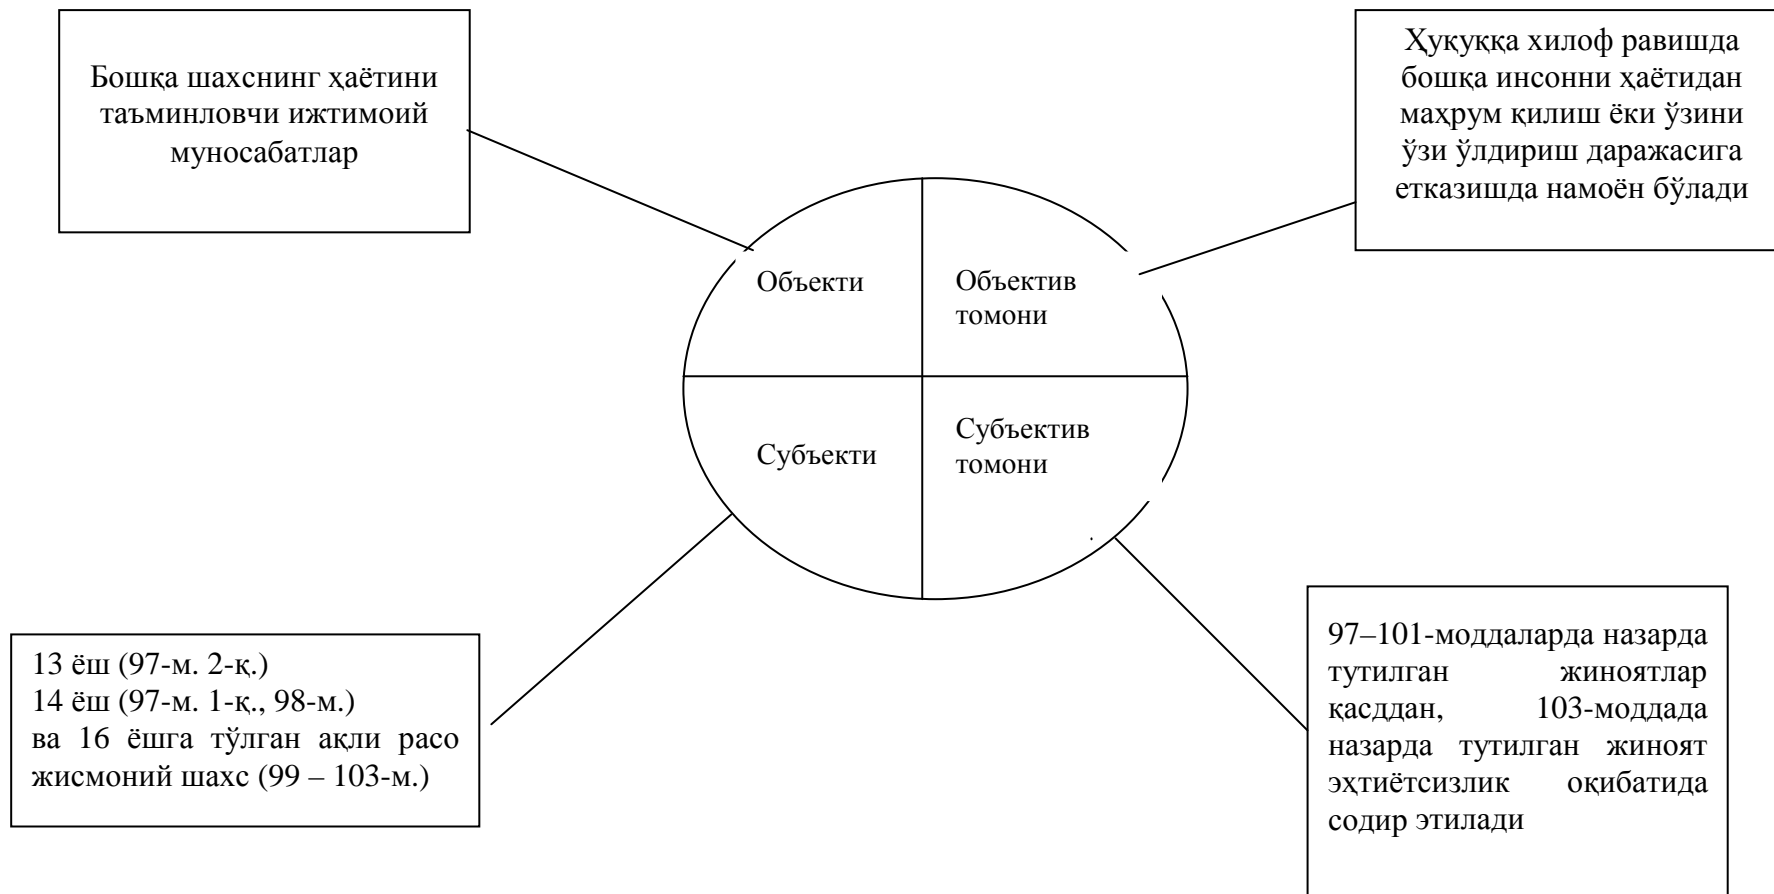 Бошқа шахснинг ҳаётини
таъминловчи ижтимоий
муносабатлар
Ҳуқуққа хилоф равишда
бошқа инсонни ҳаётидан
маҳрум қилиш ёки ўзини
ўзи ўлдириш даражасига
етказишда намоён бўлади
Объекти
Объектив
томони
Субъекти
Субъектив
томони
13 ёш (97-м. 2-қ.)
14 ёш (97-м. 1-қ., 98-м.)
ва 16 ёшга тўлган ақли расо
жисмоний шахс (99 – 103-м.)
97–101-моддаларда назарда
тутилган жиноятлар
қасддан, 103-моддада
назарда тутилган жиноят
эҳтиётсизлик оқибатида
содир этилади